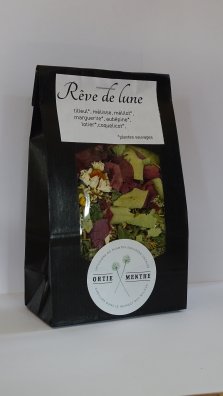 Rêve de lune
tilleul*, mélisse, mélilot*,
marguerite*, aubépine*,
lotier*, coquelicot*.
*plantes sauvages
ORTIE MENTHE